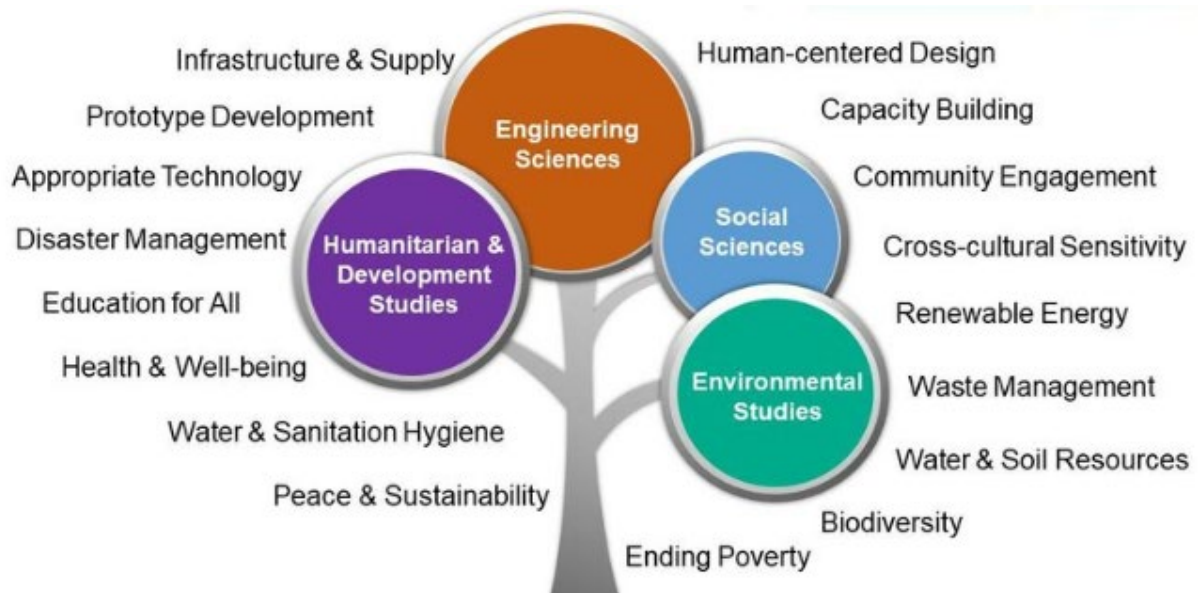 Infrastructure & Supply
Human-centered Design
Prototype Development
Capacity Building
Engineering
Sciences
Appropriate Technology
Community Engagement
Social
Sciences
Disaster Management
Humanitarian &
Development
Studies
Cross-cultural Sensitivity
Education for All
Renewable Energy
Health & Well-being
Environmental
Studies
Waste Management
Water & Sanitation Hygiene
Water & Soil Resources
Peace & Sustainability
Biodiversity
Ending Poverty